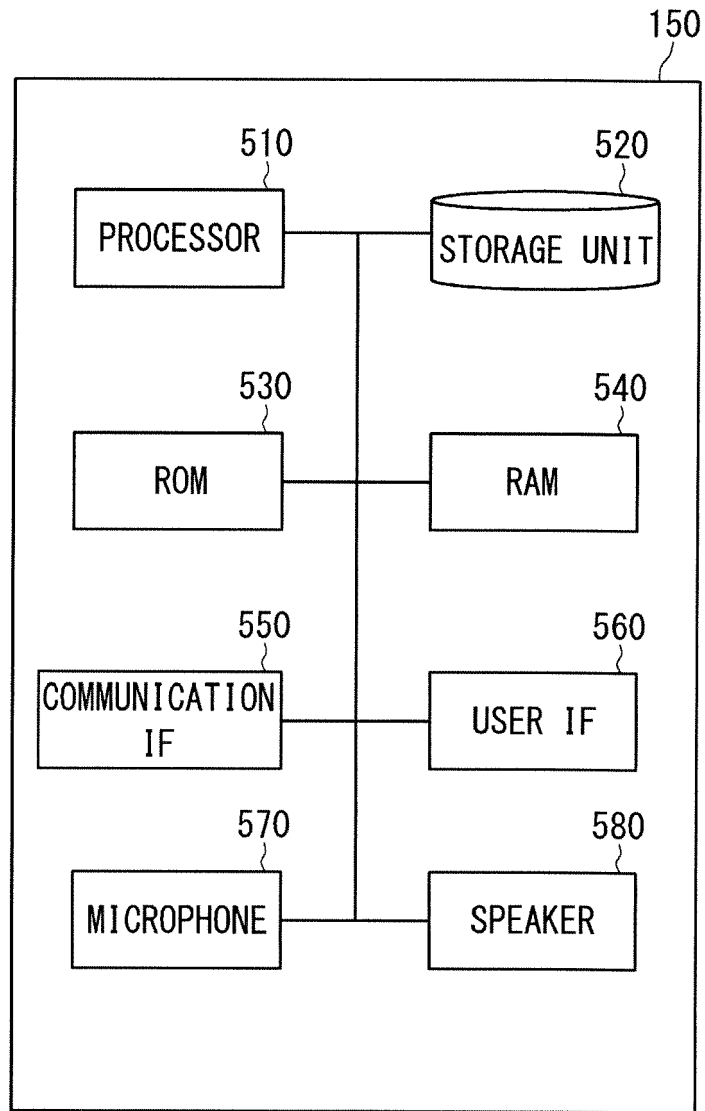 150
510
520
PROCESSOR
STORAGE UNIT
530
540
ROM
RAM
550
560
COMMUNICATION
IF
USER IF
570
580
MICROPHONE
SPEAKER